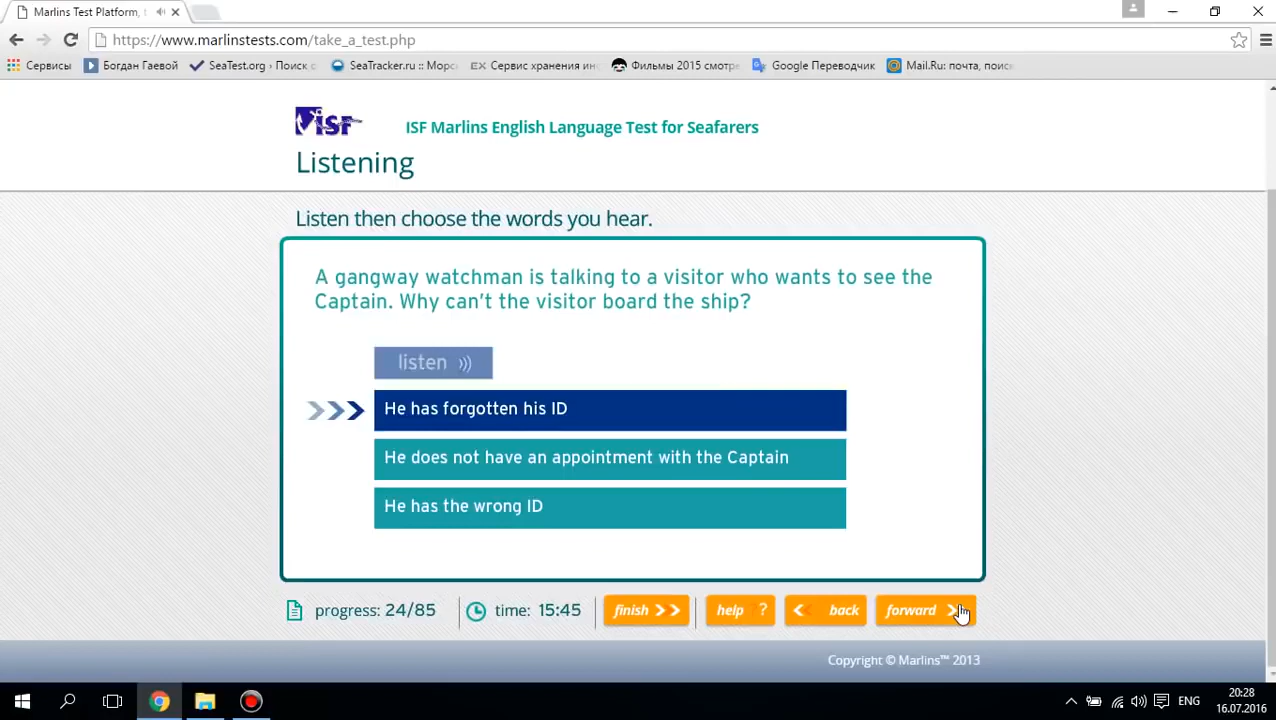 Marlins Test Platform, t
https://www.marlinstests.com/take_a_test.php
Сервисы Богдан Гаевой SeaTest.org › Поиск с SeaTracker.ru :: Морс EX Сервис хранения ин Фильмы 2015 смотре Google Переводчик Mail.Ru: почта, поиск
ISF ISF Marlins English Language Test for Seafarers
Listening
Listen then choose the words you hear.
A gangway watchman is talking to a visitor who wants to see the
Captain. Why can't the visitor board the ship?
listen
He has forgotten his ID
He does not have an appointment with the Captain
He has the wrong ID
progress: 24/85 time: 15:45 finish help ? back forward
Copyright © Marlins™ 2013
ENG 20:28
16.07.2016